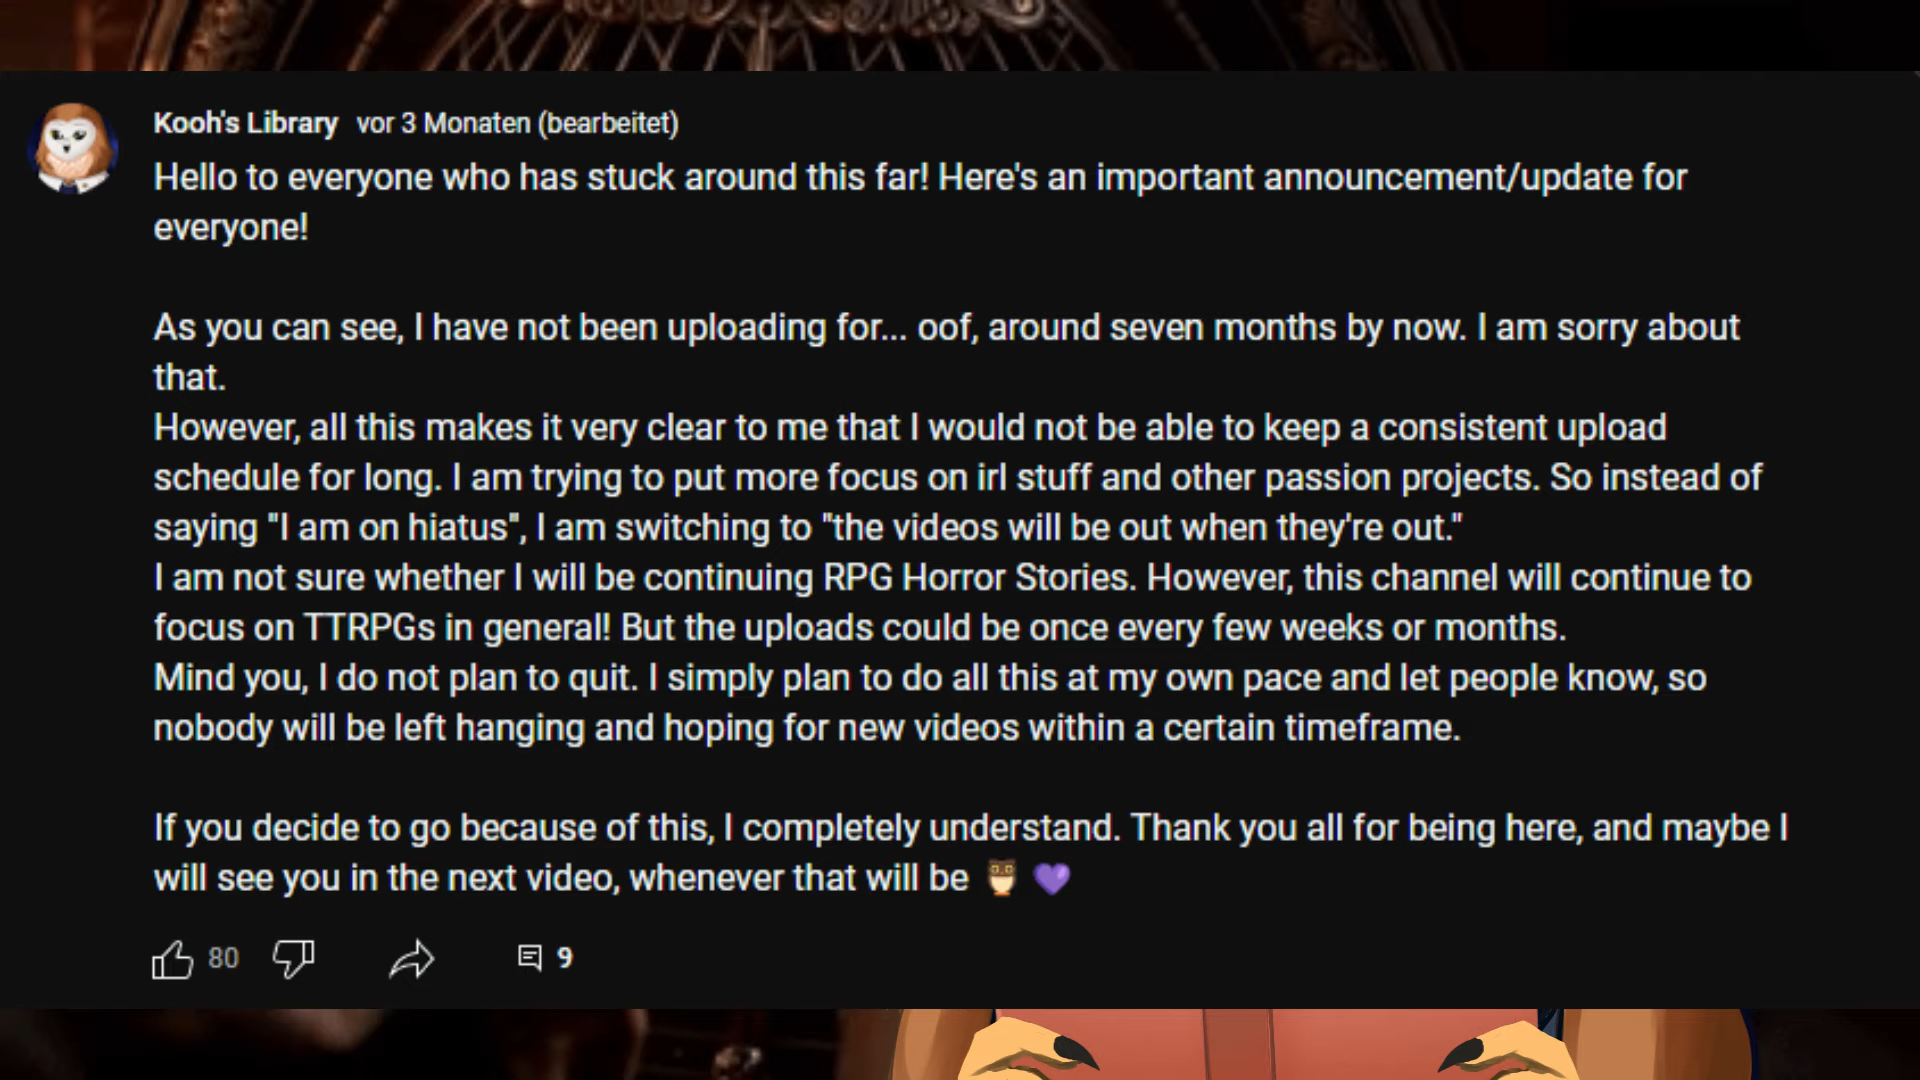 Kooh's Library vor 3 Monaten (bearbeitet)
Hello to everyone who has stuck around this far! Here's an important announcement/update for
everyone!
As you can see, I have not been uploading for... oof, around seven months by now. I am sorry about
that.
However, all this makes it very clear to me that I would not be able to keep a consistent upload
schedule for long. I am trying to put more focus on irl stuff and other passion projects. So instead of
saying "I am on hiatus", I am switching to "the videos will be out when they're out."
I am not sure whether I will be continuing RPG Horror Stories. However, this channel will continue to
focus on TTRPGs in general! But the uploads could be once every few weeks or months.
Mind you, I do not plan to quit. I simply plan to do all this at my own pace and let people know, so
nobody will be left hanging and hoping for new videos within a certain timeframe.
If you decide to go because of this, I completely understand. Thank you all for being here, and maybe I
will see you in the next video, whenever that will be 🦉 💜
80 9